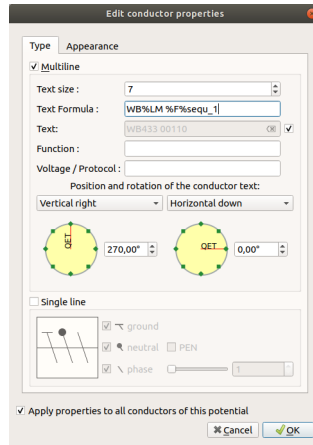 Edit conductor properties
Type Appearance
Multiline
Text size : 7
Text Formula : WB%LM %F%sequ_1
Text: WB433 00110
Function :
Voltage / Protocol :
Position and rotation of the conductor text:
Vertical right Horizontal down
QET 270,00° QET 0,00°
Single line
ground
neutral PEN
phase 1
Apply properties to all conductors of this potential
Cancel OK